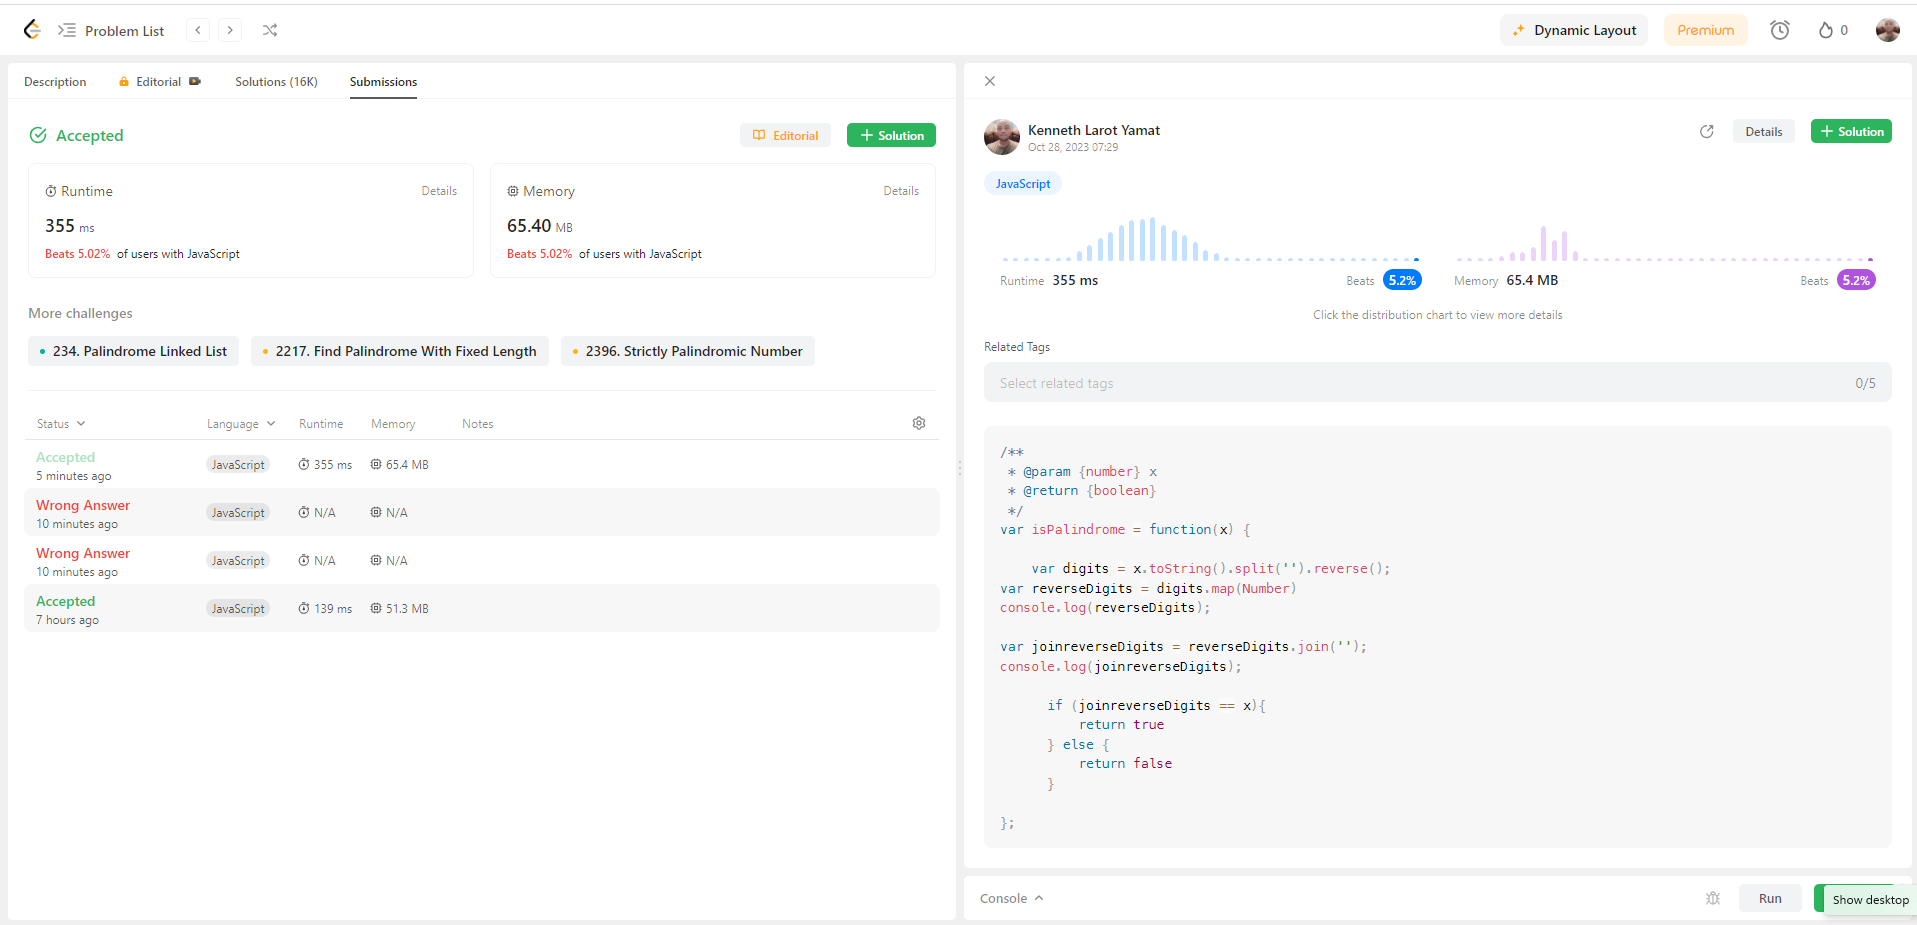 Problem List
Dynamic Layout
Premium
0
Description
Editorial
Solutions (16K)
Submissions
Accepted
Editorial
+ Solution
Runtime
Details
355 ms
Beats 5.02% of users with JavaScript
Memory
Details
65.40 MB
Beats 5.02% of users with JavaScript
More challenges
234. Palindrome Linked List
2217. Find Palindrome With Fixed Length
2396. Strictly Palindromic Number
Status Language Runtime Memory Notes
Accepted
5 minutes ago
JavaScript 355 ms 65.4 MB
Wrong Answer
10 minutes ago
JavaScript N/A N/A
Wrong Answer
10 minutes ago
JavaScript N/A N/A
Accepted
7 hours ago
JavaScript 139 ms 51.3 MB
Kenneth Larot Yamat
Oct 28, 2023 07:29
Details
+ Solution
JavaScript
Runtime 355 ms
Beats 5.2%
Memory 65.4 MB
Beats 5.2%
Click the distribution chart to view more details
Related Tags
Select related tags
0/5
/**
 * @param {number} x
 * @return {boolean}
 */
var isPalindrome = function(x) {
    var digits = x.toString().split('').reverse();
var reverseDigits = digits.map(Number)
console.log(reverseDigits);
var joinreverseDigits = reverseDigits.join('');
console.log(joinreverseDigits);
      if (joinreverseDigits == x){
          return true
      } else {
          return false
      }
};
Console
Run
Show desktop